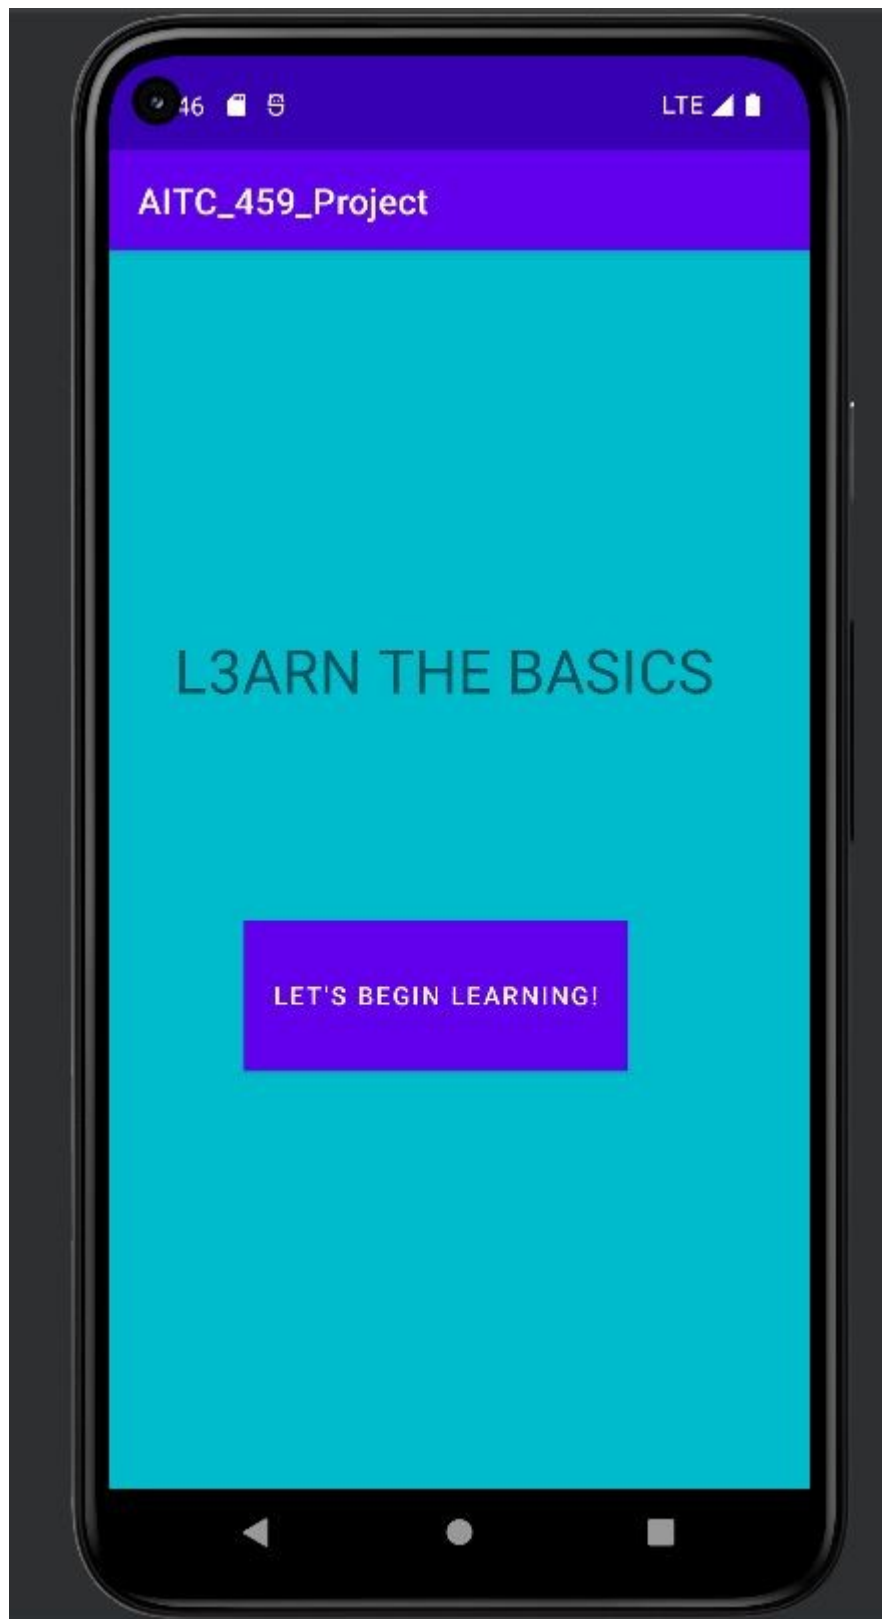 46
LTE
AITC_459_Project
L3ARN THE BASICS
LET'S BEGIN LEARNING!